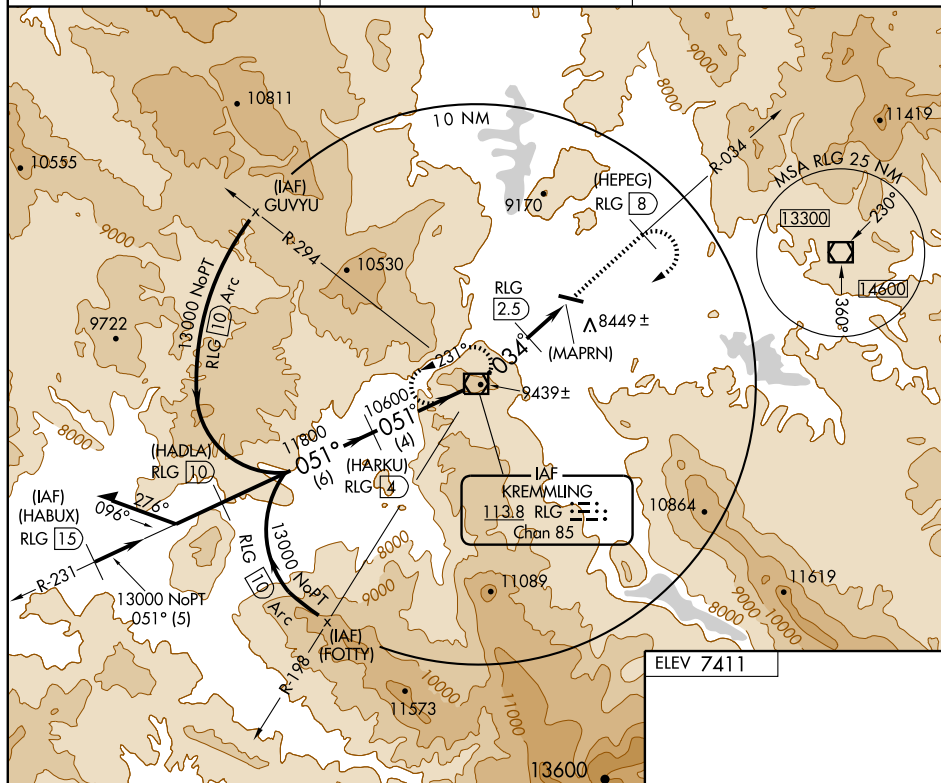 10 NM
10811
10555
9000
8000
11419
9000
R-034
MSA RLG 25 NM
(IAF)
GUVYU
(HEPEG)
RLG 8
9170
13300
230°
14600
360°
R-294
10530
13000 NoPT
RLG 10 Arc
9722
RLG
2.5
8449 ±
(MAPRN)
034°
231°
9439±
10600
051°
(4)
11800
051°
(6)
(HARKU)
RLG 4
8000
(HADLA)
RLG 10
(IAF)
(HABUX)
RLG 15
276°
096°
IAF
KREMMLING
113.8 RLG
Chan 85
10864
R-231
13000 NoPT
051° (5)
13000 NoPT
RLG 10 Arc
8000
9000
11089
11619
8000
9000
10000
(IAF)
(FOTTY)
R-198
11573
10000
11000
13600
ELEV 7411